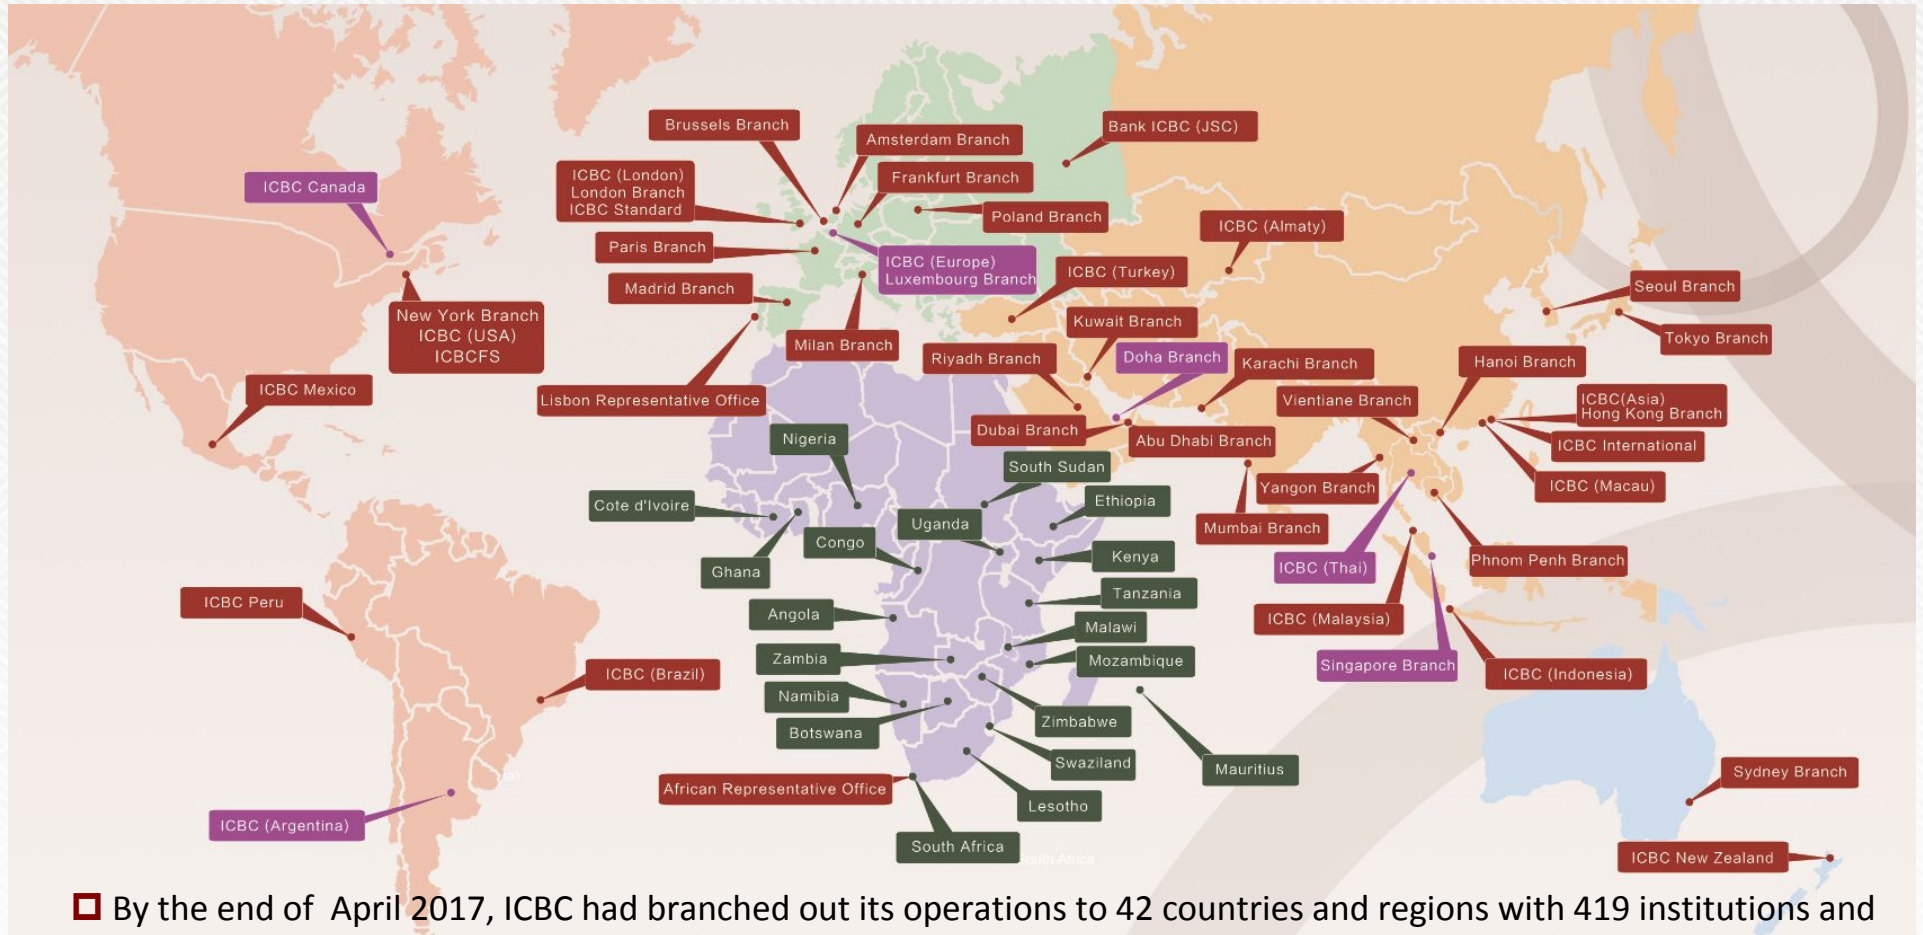 Brussels Branch
Amsterdam Branch
Bank ICBC (JSC)
ICBC Canada
ICBC (London)
London Branch
ICBC Standard
Frankfurt Branch
Poland Branch
ICBC (Almaty)
Paris Branch
ICBC (Europe)
Luxembourg Branch
ICBC (Turkey)
Madrid Branch
Seoul Branch
New York Branch
ICBC (USA)
ICBCFS
Kuwait Branch
Tokyo Branch
Milan Branch
Riyadh Branch
Doha Branch
Karachi Branch
Hanoi Branch
ICBC Mexico
Lisbon Representative Office
Vientiane Branch
ICBC(Asia)
Hong Kong Branch
Dubai Branch
Abu Dhabi Branch
ICBC International
Nigeria
South Sudan
Yangon Branch
ICBC (Macau)
Cote d'Ivoire
Ethiopia
Uganda
Mumbai Branch
Congo
Kenya
Ghana
ICBC (Thai)
Phnom Penh Branch
Tanzania
ICBC Peru
Angola
Malawi
ICBC (Malaysia)
Zambia
Mozambique
Singapore Branch
ICBC (Brazil)
ICBC (Indonesia)
Namibia
Zimbabwe
Botswana
Swaziland
Mauritius
Sydney Branch
African Representative Office
Lesotho
ICBC (Argentina)
South Africa
South Africa
ICBC New Zealand
By the end of April 2017, ICBC had branched out its operations to 42 countries and regions with 419 institutions and